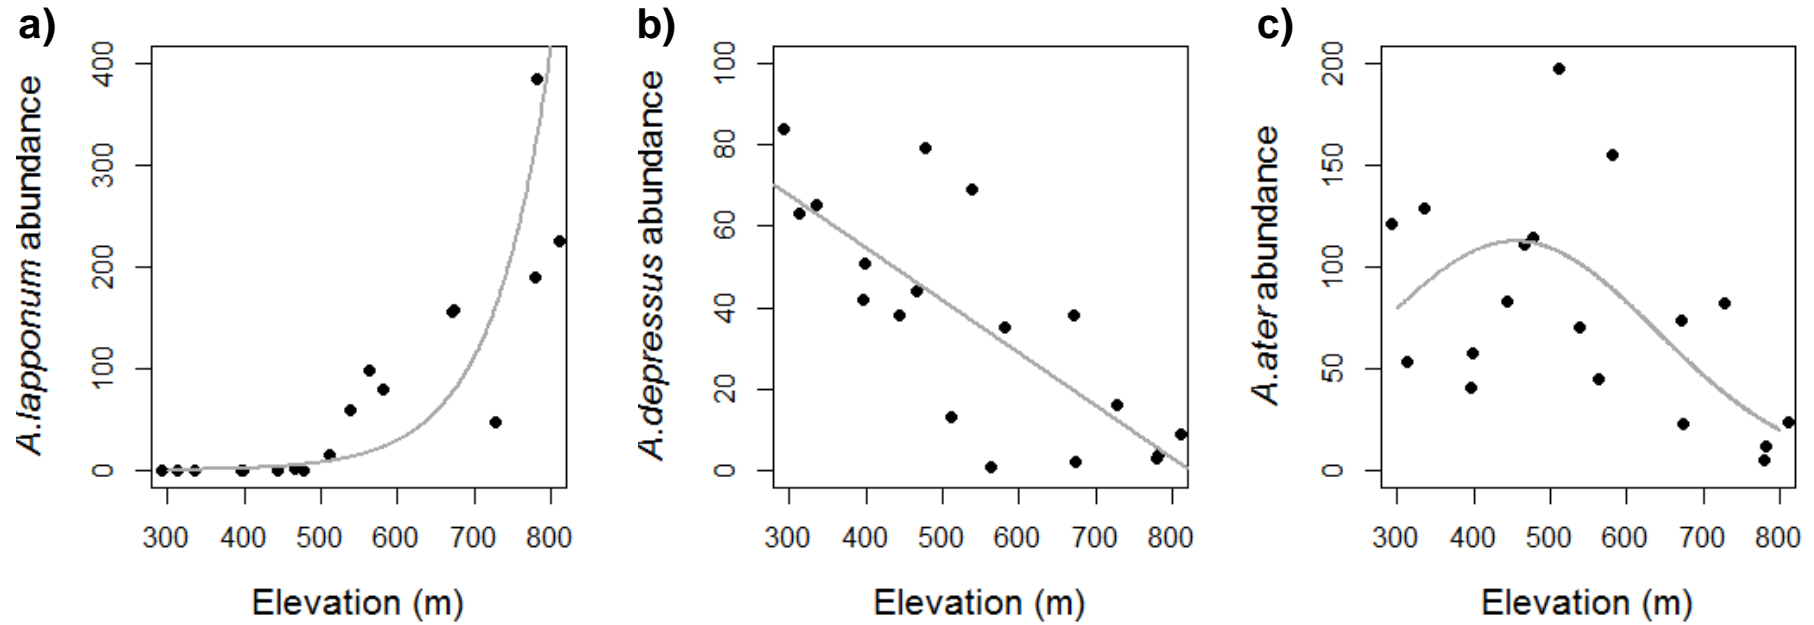 a)
A.lapponum abundance
400
300
200
100
0
300 400 500 600 700 800
Elevation (m)
b)
A.depressus abundance
100
80
60
40
20
0
300 400 500 600 700 800
Elevation (m)
c)
A.ater abundance
200
150
100
50
0
300 400 500 600 700 800
Elevation (m)